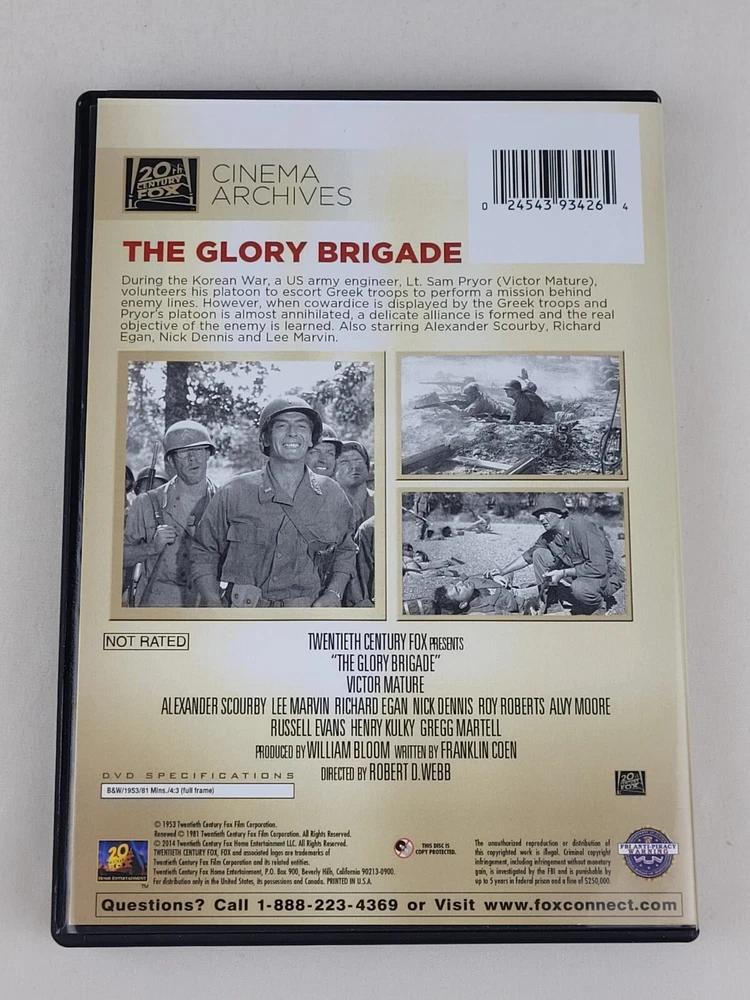 20th
CENTURY
FOX
CINEMA
ARCHIVES
0 24543 93426 4
THE GLORY BRIGADE
During the Korean War, a US army engineer, Lt. Sam Pryor (Victor Mature),
volunteers his platoon to escort Greek troops to perform a mission behind
enemy lines. However, when cowardice is displayed by the Greek troops and
Pryor's platoon is almost annihilated, a delicate alliance is formed and the real
objective of the enemy is learned. Also starring Alexander Scourby, Richard
Egan, Nick Dennis and Lee Marvin.
NOT RATED
TWENTIETH CENTURY FOX PRESENTS
"THE GLORY BRIGADE"
VICTOR MATURE
ALEXANDER SCOURBY LEE MARVIN RICHARD EGAN NICK DENNIS ROY ROBERTS ALVY MOORE
RUSSELL EVANS HENRY KULKY GREGG MARTELL
PRODUCED BY WILLIAM BLOOM WRITTEN BY FRANKLIN COEN
DIRECTED BY ROBERT D. WEBB
DVD SPECIFICATIONS
B&W/1953/81 Mins./4:3 (full frame)
20th
CENTURY
FOX
© 1953 Twentieth Century Fox Film Corporation.
Renewed © 1981 Twentieth Century Fox Film Corporation. All Rights Reserved.
© 2014 Twentieth Century Fox Home Entertainment LLC. All Rights Reserved.
TWENTIETH CENTURY FOX, FOX and associated logos are trademarks of
Twentieth Century Fox Film Corporation and its related entities.
Twentieth Century Fox Home Entertainment, P.O. Box 900, Beverly Hills, California 90213-0900.
For distribution only in the United States, its possessions and Canada. PRINTED IN U.S.A.
20
FOX
HOME ENTERTAINMENT
TM
THIS DISC IS
COPY PROTECTED.
The unauthorized reproduction or distribution of
this copyrighted work is illegal. Criminal copyright
infringement, including infringement without monetary
gain, is investigated by the FBI and is punishable by
up to 5 years in federal prison and a fine of $250,000.
FBI ANTI-PIRACY
WARNING
Questions? Call 1-888-223-4369 or Visit www.foxconnect.com